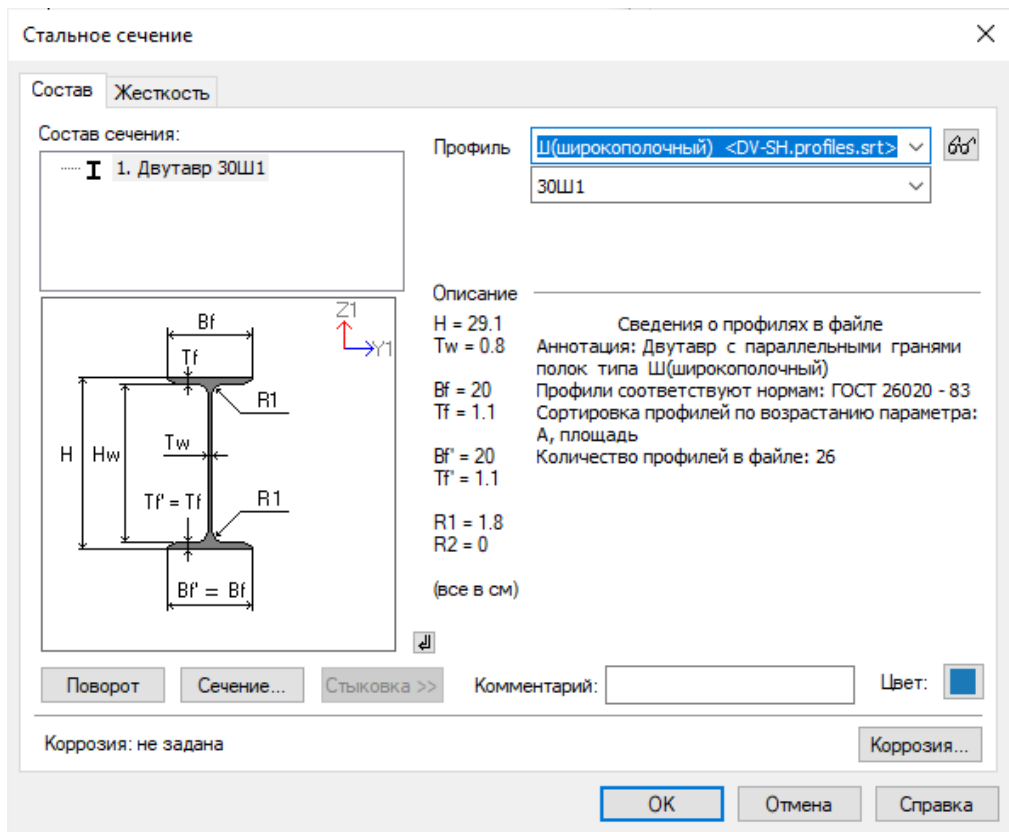 Стальное сечение
Состав
Жесткость
Состав сечения:
1. Двутавр 30Ш1
Профиль
Ш(широкополочный) <DV-SH.profiles.srt>
30Ш1
Bf
Tf
R1
H
Hw
Tw
Tf' = Tf
R1
Bf' = Bf
Z1
Y1
Описание
H = 29.1
Tw = 0.8
Bf = 20
Tf = 1.1
Bf' = 20
Tf' = 1.1
R1 = 1.8
R2 = 0
(все в см)
Сведения о профилях в файле
Аннотация: Двутавр с параллельными гранями
полок типа Ш(широкополочный)
Профили соответствуют нормам: ГОСТ 26020 - 83
Сортировка профилей по возрастанию параметра:
А, площадь
Количество профилей в файле: 26
Поворот
Сечение...
Стыковка >>
Комментарий:
Цвет:
Коррозия: не задана
Коррозия...
OK
Отмена
Справка